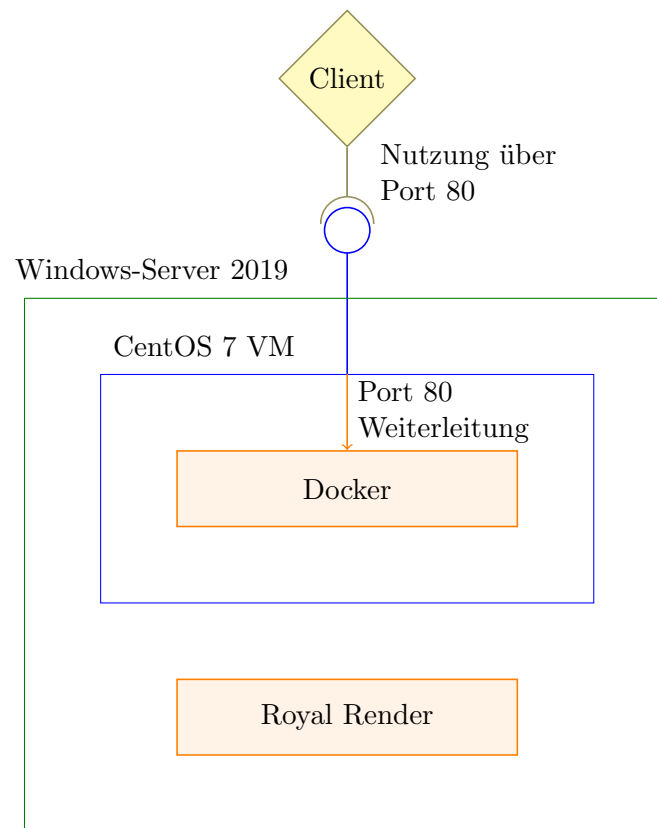 Client
Nutzung über
Port 80
Windows-Server 2019
CentOS 7 VM
Port 80
Weiterleitung
Docker
Royal Render